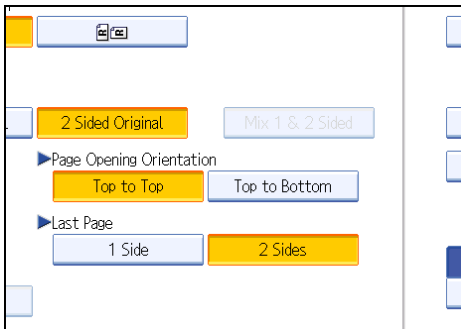 2 Sided Original Mix 1 & 2 Sided
Page Opening Orientation
Top to Top Top to Bottom
Last Page
1 Side 2 Sides